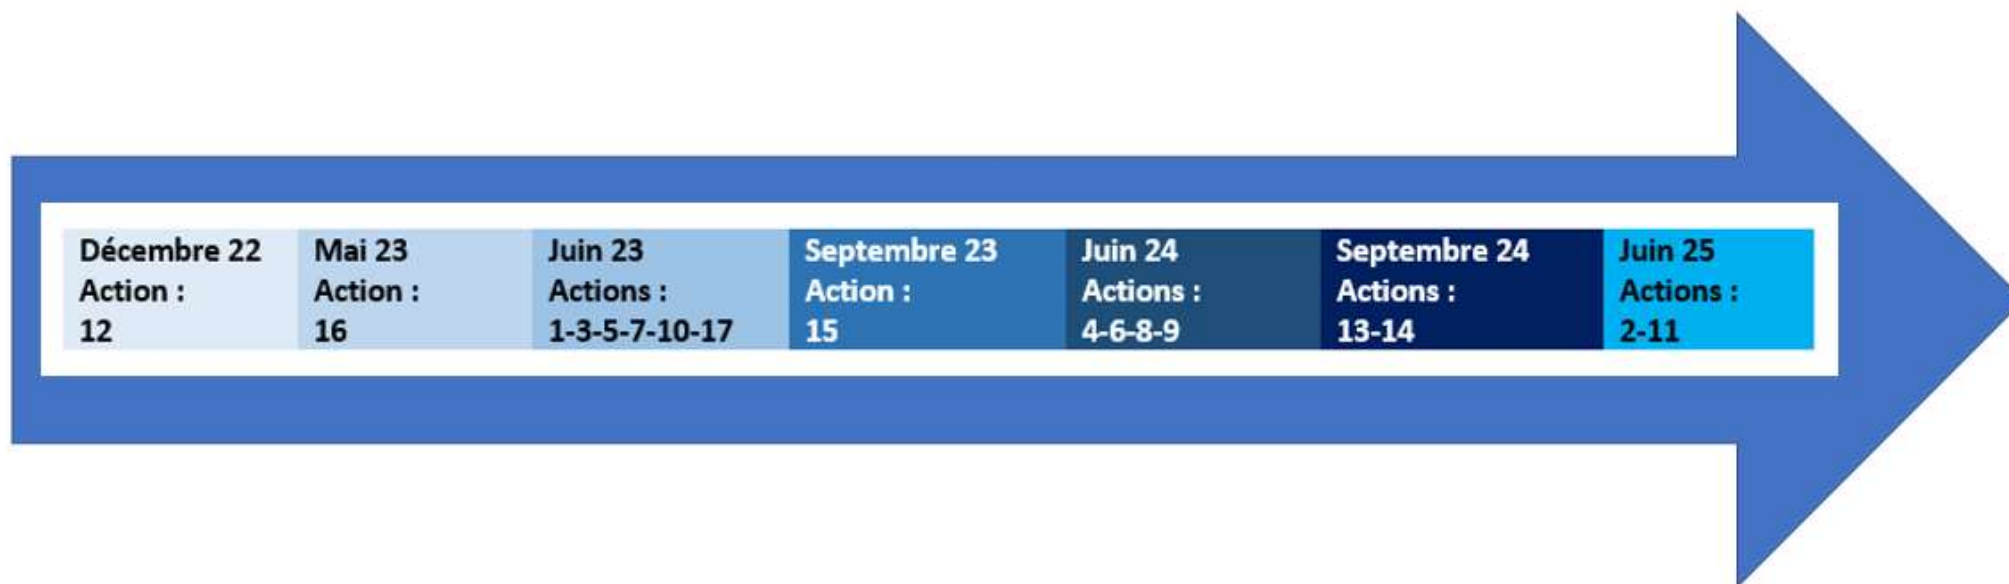 Décembre 22
Action :
12
Mai 23
Action :
16
Juin 23
Actions :
1-3-5-7-10-17
Septembre 23
Action :
15
Juin 24
Actions :
4-6-8-9
Septembre 24
Actions :
13-14
Juin 25
Actions :
2-11